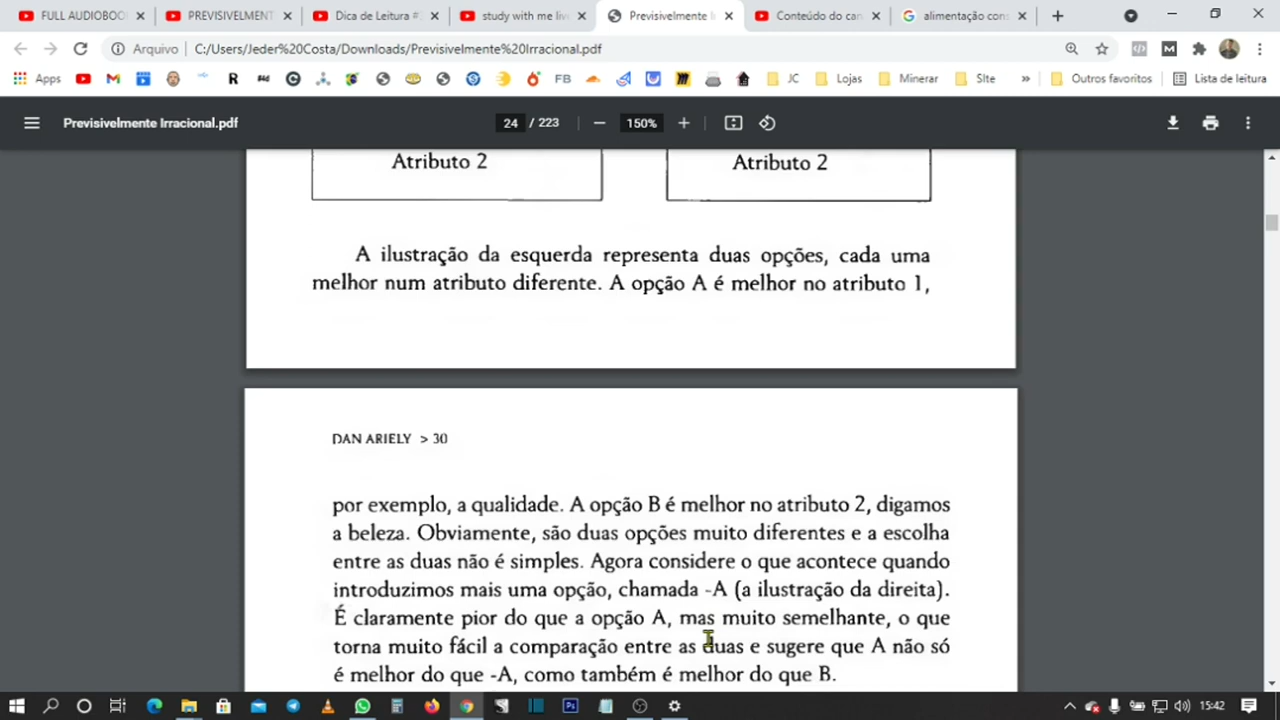 FULL AUDIOBOO
PREVISIVELMENT
Dica de Leitura #
study with me liv
Previsivelmente I
Conteúdo do can
alimentação cons
Arquivo
C:/Users/Jeder%20Costa/Downloads/Previsivelmente%20Irracional.pdf
Apps
R
FB
JC
Lojas
Minerar
SIte
»
Outros favoritos
Lista de leitura
Previsivelmente Irracional.pdf
24 / 223
150%
Atributo 2
Atributo 2
A ilustração da esquerda representa duas opções, cada uma
melhor num atributo diferente. A opção A é melhor no atributo 1,
DAN ARIELY > 30
por exemplo, a qualidade. A opção B é melhor no atributo 2, digamos
a beleza. Obviamente, são duas opções muito diferentes e a escolha
entre as duas não é simples. Agora considere o que acontece quando
introduzimos mais uma opção, chamada -A (a ilustração da direita).
É claramente pior do que a opção A, mas muito semelhante, o que
torna muito fácil a comparação entre as duas e sugere que A não só
é melhor do que -A, como também é melhor do que B.
15:42